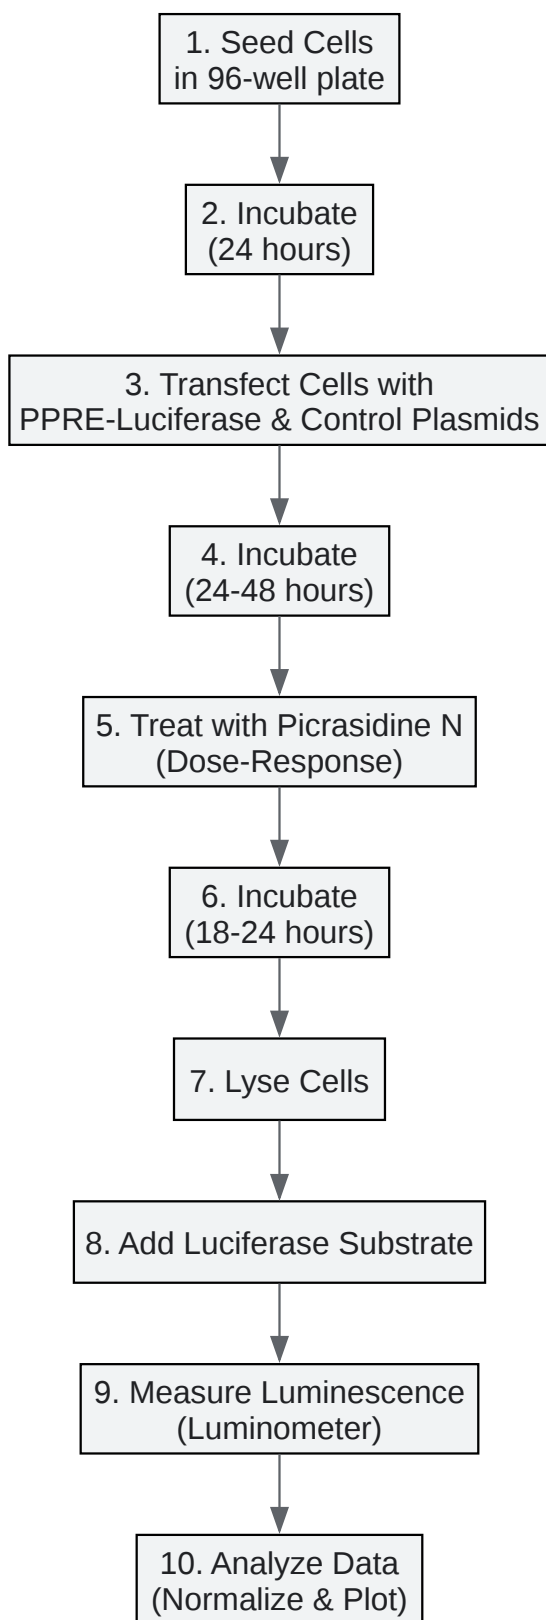 1. Seed Cells
in 96-well plate
2. Incubate
(24 hours)
3. Transfect Cells with
PPRE-Luciferase & Control Plasmids
4. Incubate
(24-48 hours)
5. Treat with Picrasidine N
(Dose-Response)
6. Incubate
(18-24 hours)
7. Lyse Cells
8. Add Luciferase Substrate
9. Measure Luminescence
(Luminometer)
10. Analyze Data
(Normalize & Plot)